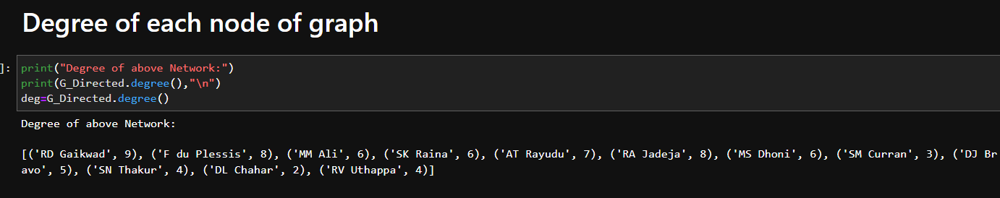 Degree of each node of graph
]: print("Degree of above Network:")
print(G_Directed.degree(),"\n")
deg=G_Directed.degree()
Degree of above Network:
[('RD Gaikwad', 9), ('F du Plessis', 8), ('MM Ali', 6), ('SK Raina', 6), ('AT Rayudu', 7), ('RA Jadeja', 8), ('MS Dhoni', 6), ('SM Curran', 3), ('DJ Br
avo', 5), ('SN Thakur', 4), ('DL Chahar', 2), ('RV Uthappa', 4)]